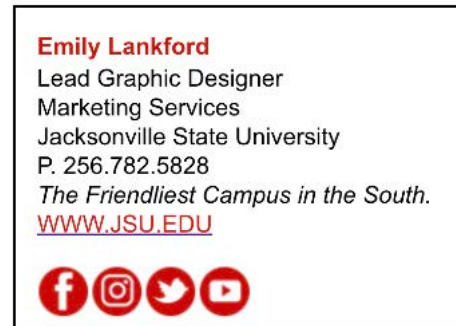 Emily Lankford
Lead Graphic Designer
Marketing Services
Jacksonville State University
P. 256.782.5828
The Friendliest Campus in the South.
WWW.JSU.EDU